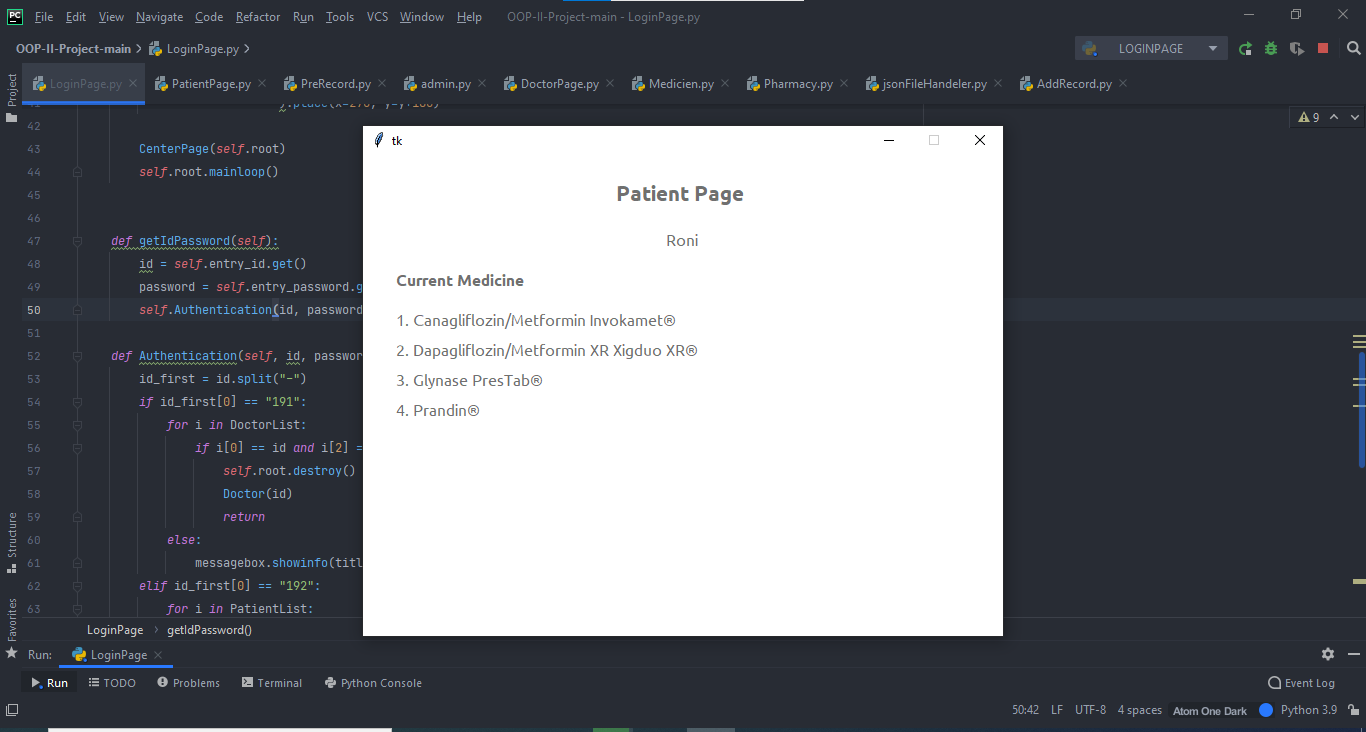 PC File Edit View Navigate Code Refactor Run Tools VCS Window Help OOP-II-Project-main - LoginPage.py
OOP-II-Project-main LoginPage.py LOGINPAGE
LoginPage.py PatientPage.py PreRecord.py admin.py DoctorPage.py Medicien.py Pharmacy.py jsonFileHandeler.py AddRecord.py
Project
9
42
43 CenterPage(self.root)
44 self.root.mainloop()
45
46
47 def getIdPassword(self):
48 id = self.entry_id.get()
49 password = self.entry_password.g
50 self.Authentication(id, password
51
52 def Authentication(self, id, passwor
53 id_first = id.split("-")
54 if id_first[0] == "191":
55 for i in DoctorList:
56 if i[0] == id and i[2] =
57 self.root.destroy()
58 Doctor(id)
59 return
60 else:
61 messagebox.showinfo(titl
62 elif id_first[0] == "192":
63 for i in PatientList:
tk
Patient Page
Roni
Current Medicine
1. Canagliflozin/Metformin Invokamet®
2. Dapagliflozin/Metformin XR Xigduo XR®
3. Glynase PresTab®
4. Prandin®
Structure
Favorites
LoginPage getIdPassword()
Run: LoginPage
Run TODO Problems Terminal Python Console Event Log
50:42 LF UTF-8 4 spaces Atom One Dark Python 3.9